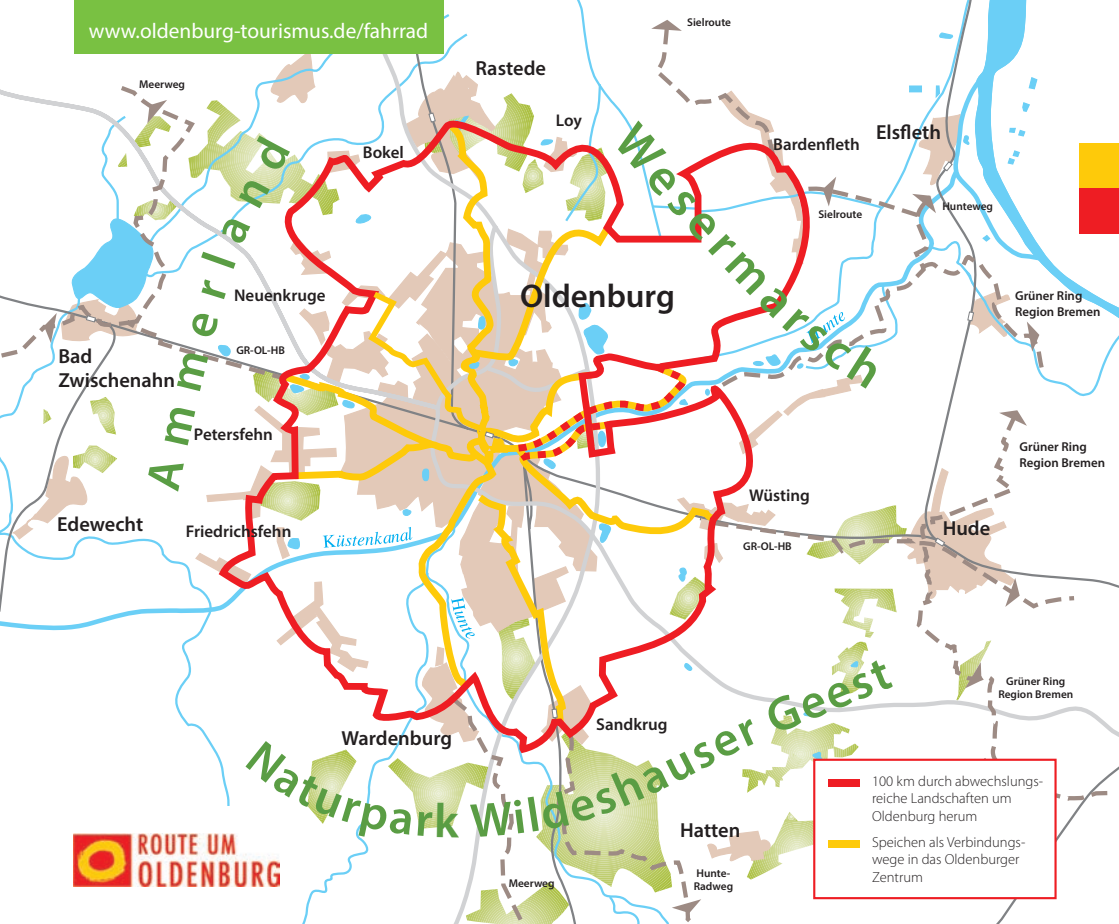 www.oldenburg-tourismus.de/fahrrad
Sielroute
Rastede
Meerweg
Loy
Elsfleth
Bardenfleth
Bokel
Wesermarsch
Ammerland
Sielroute
Hunteweg
Neuenkruge
Oldenburg
Grüner Ring
Region Bremen
Hunte
Bad
Zwischenahn
GR-OL-HB
Petersfehn
Grüner Ring
Region Bremen
Wüsting
Edewecht
Friedrichsfehn
Küstenkanal
GR-OL-HB
Hude
Hunte
Grüner Ring
Region Bremen
Sandkrug
Wardenburg
Naturpark Wildeshauser Geest
100 km durch abwechslungs-
reiche Landschaften um
Oldenburg herum
Speichen als Verbindungs-
wege in das Oldenburger
Zentrum
Hatten
ROUTE UM
OLDENBURG
Meerweg
Hunte-
Radweg